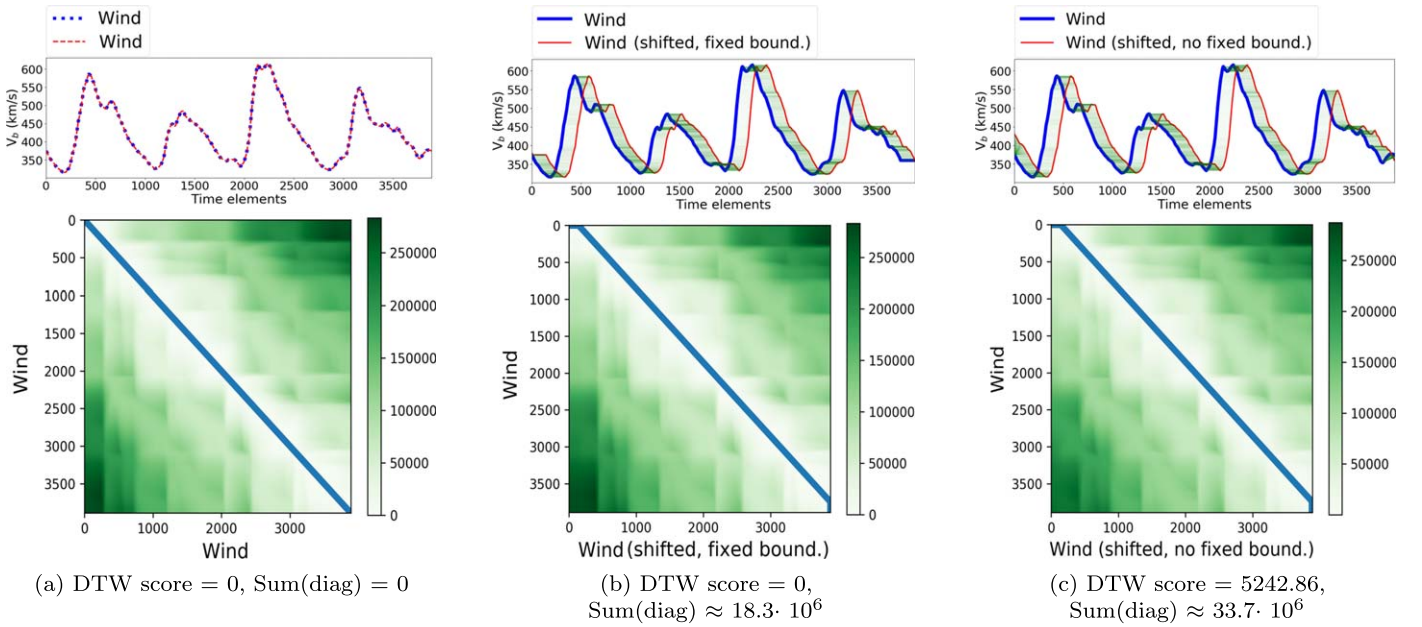 Wind
Wind
V_b (km/s)
600
550
500
450
400
350
0 500 1000 1500 2000 2500 3000 3500
Time elements
0
500
1000
1500
2000
2500
3000
3500
Wind
0 1000 2000 3000
Wind
250000
200000
150000
100000
50000
0
(a) DTW score = 0, Sum(diag) = 0
Wind
Wind (shifted, fixed bound.)
V_b (km/s)
600
550
500
450
400
350
0 500 1000 1500 2000 2500 3000 3500
Time elements
0
500
1000
1500
2000
2500
3000
3500
Wind
0 1000 2000 3000
Wind (shifted, fixed bound.)
250000
200000
150000
100000
50000
0
(b) DTW score = 0,
Sum(diag) ≈ 18.3· 10⁶
Wind
Wind (shifted, no fixed bound.)
V_b (km/s)
600
550
500
450
400
350
0 500 1000 1500 2000 2500 3000 3500
Time elements
0
500
1000
1500
2000
2500
3000
3500
Wind
0 1000 2000 3000
Wind (shifted, no fixed bound.)
250000
200000
150000
100000
50000
(c) DTW score = 5242.86,
Sum(diag) ≈ 33.7· 10⁶